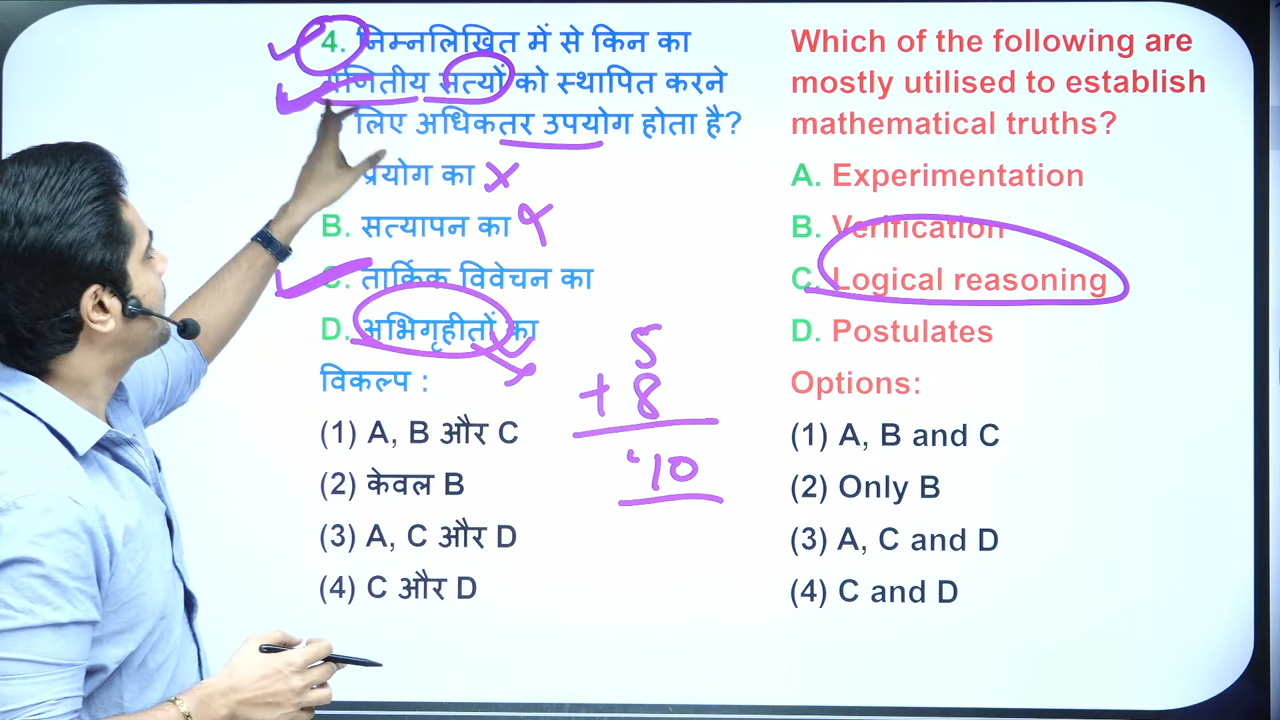 4. निम्नलिखित में से किन का
गणितीय सत्यों को स्थापित करने
लिए अधिकतर उपयोग होता है?
प्रयोग का
B. सत्यापन का
C. तार्किक विवेचन का
D. अभिगृहीतों का
विकल्प :
(1) A, B और C
(2) केवल B
(3) A, C और D
(4) C और D
5
+ 8
10
Which of the following are
mostly utilised to establish
mathematical truths?
A. Experimentation
B. Verification
C. Logical reasoning
D. Postulates
Options:
(1) A, B and C
(2) Only B
(3) A, C and D
(4) C and D